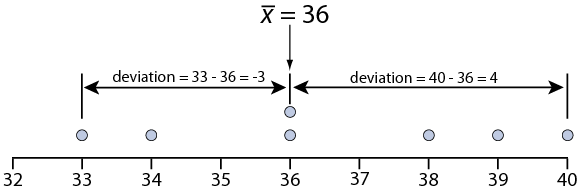 x̅ = 36
deviation = 33 - 36 = -3
deviation = 40 - 36 = 4
32 33 34 35 36 37 38 39 40